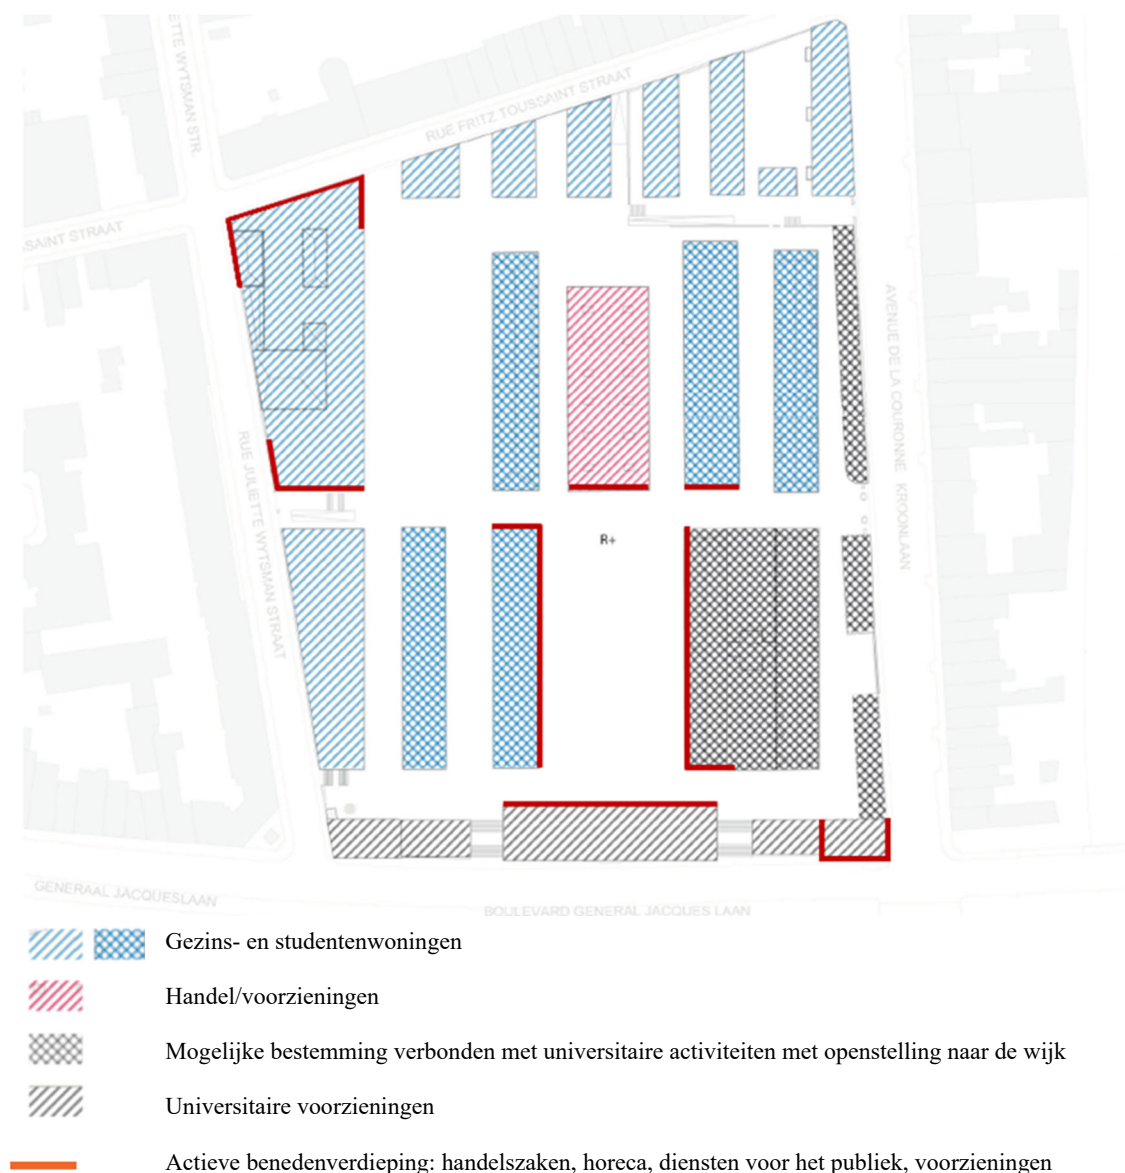 ETTE WYTSMAN STR.
RUE FRITZ TOUSSAINT STRAAT
SAINT STRAAT
AVENUE DE LA COURONNE KROONLAAN
RUE JULIETTE WYTSMAN STRAAT
R+
GENERAAL JACQUESLAAN
BOULEVARD GENERAL JACQUES LAAN
Gezins- en studentenwoningen
Handel/voorzieningen
Mogelijke bestemming verbonden met universitaire activiteiten met openstelling naar de wijk
Universitaire voorzieningen
Actieve benedenverdieping: handelszaken, horeca, diensten voor het publiek, voorzieningen